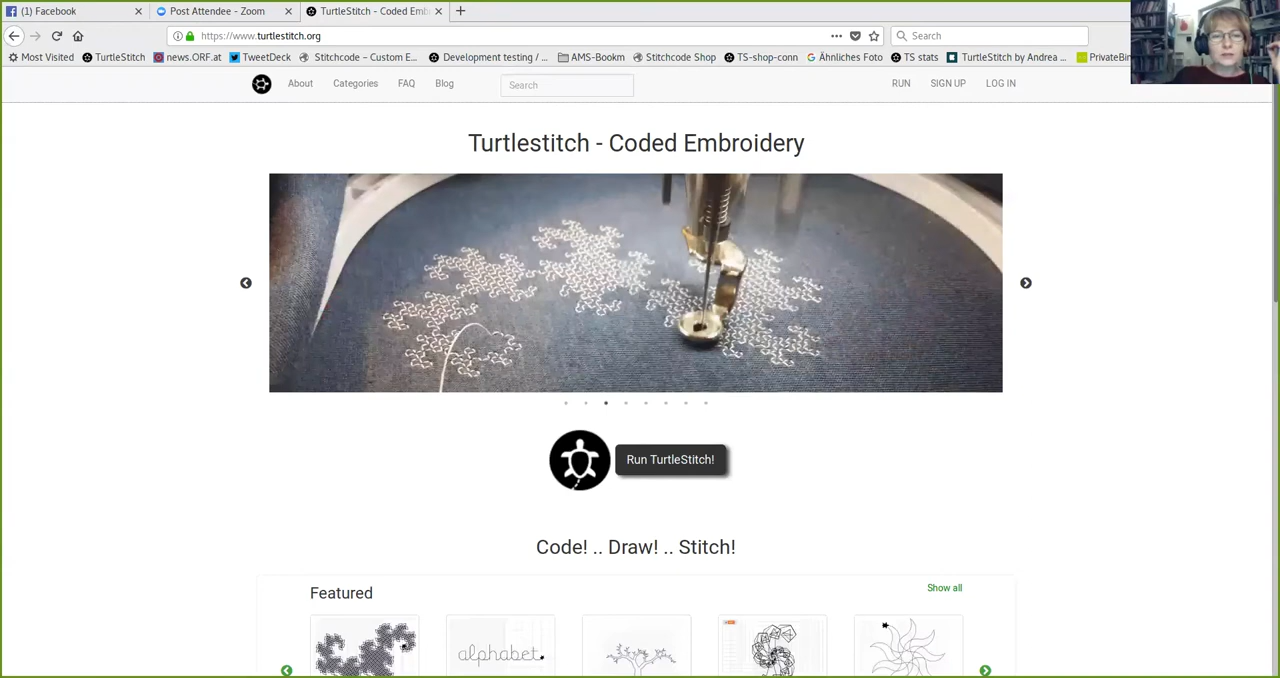 (1) Facebook
Post Attendee - Zoom
TurtleStitch - Coded Emb
https://www.turtlestitch.org
Search
Most Visited
TurtleStitch
news.ORF.at
TweetDeck
Stitchcode – Custom E…
Development testing / …
AMS-Bookm
Stitchcode Shop
TS-shop-conn
Ähnliches Foto
TS stats
TurtleStitch by Andrea …
PrivateBin
About
Categories
FAQ
Blog
Search
RUN
SIGN UP
LOG IN
Turtlestitch - Coded Embroidery
Run TurtleStitch!
Code! .. Draw! .. Stitch!
Featured
Show all
alphabet